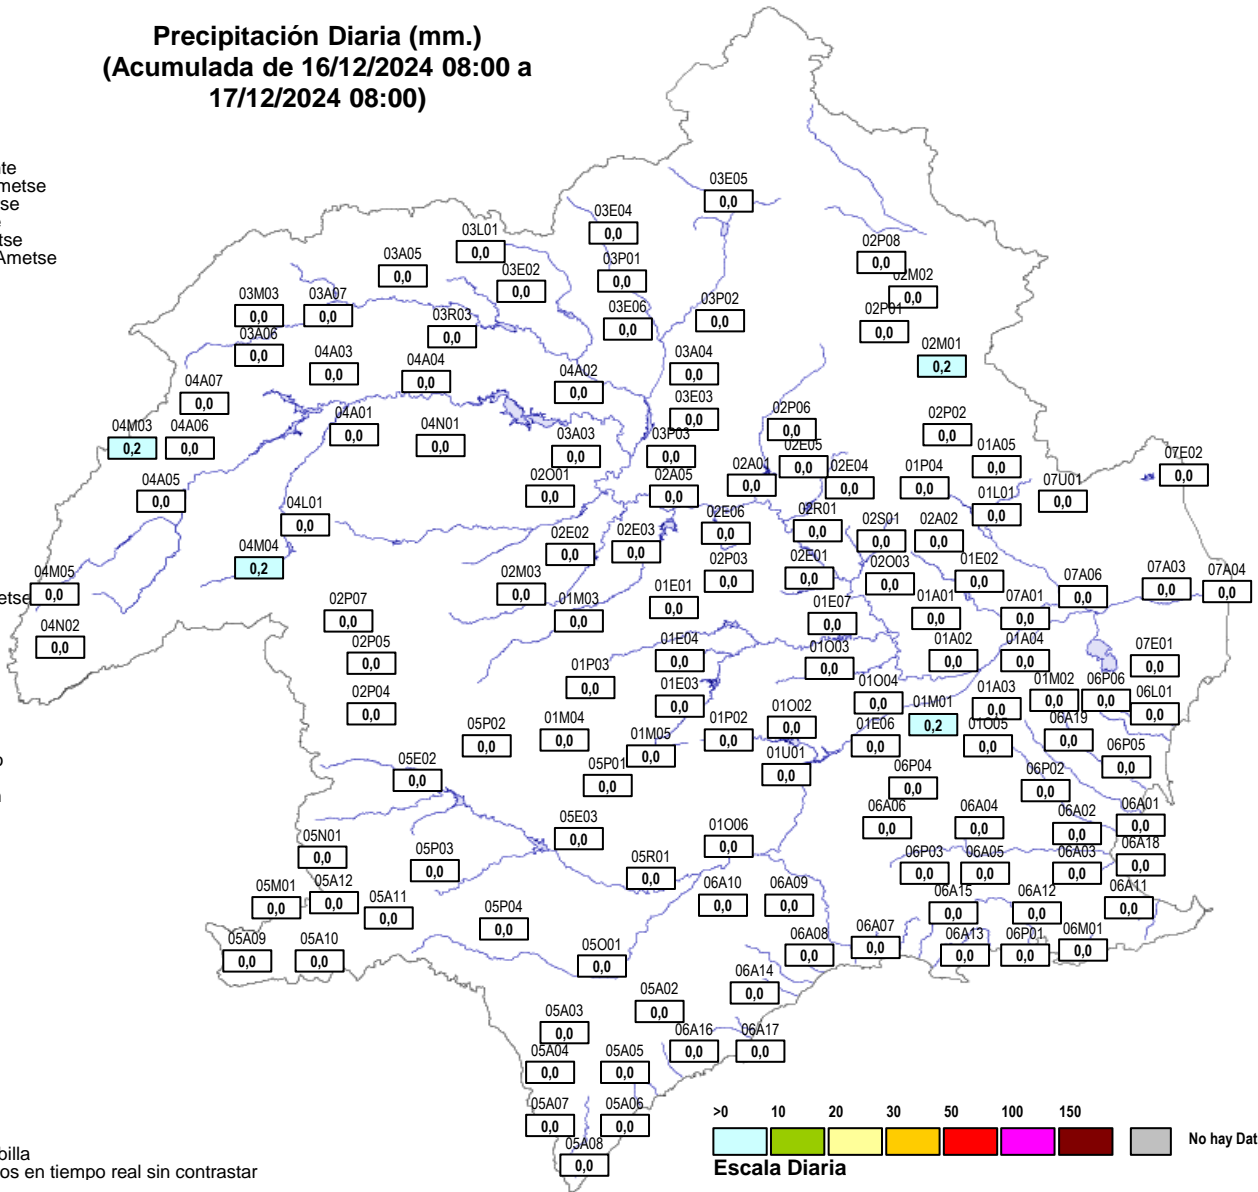 Precipitación Diaria (mm.)
(Acumulada de 16/12/2024 08:00 a
17/12/2024 08:00)
03E05
0,0
03E04
0,0
03L01
0,0
02P08
0,0
03A05
0,0
03P01
0,0
03E02
0,0
02M02
0,0
03M03
0,0
03A07
0,0
03P02
0,0
03E06
0,0
02P01
0,0
03R03
0,0
03A06
0,0
02M01
0,2
04A03
0,0
04A04
0,0
03A04
0,0
04A02
0,0
04A07
0,0
03E03
0,0
02P06
0,0
04M03
0,2
04A06
0,0
04A01
0,0
04N01
0,0
02P02
0,0
03A03
0,0
03P03
0,0
02E05
0,0
01A05
0,0
07E02
0,0
02A01
0,0
02E04
0,0
01P04
0,0
02O01
0,0
02A05
0,0
07U01
0,0
04A05
0,0
01L01
0,0
04L01
0,0
02R01
0,0
02E06
0,0
02S01
0,0
02A02
0,0
02E02
0,0
02E03
0,0
04M04
0,2
02P03
0,0
02E01
0,0
02O03
0,0
01E02
0,0
04M05
0,0
02M03
0,0
07A03
0,0
07A04
0,0
07A06
0,0
etse
01M03
0,0
01E01
0,0
02P07
0,0
01E07
0,0
01A01
0,0
07A01
0,0
04N02
0,0
02P05
0,0
01E04
0,0
01O03
0,0
01A02
0,0
01A04
0,0
07E01
0,0
01P03
0,0
01E03
0,0
01O04
0,0
01M02
0,0
06P06
0,0
02P04
0,0
01A03
0,0
06L01
0,0
01M01
0,2
01O02
0,0
05P02
0,0
01M04
0,0
01P02
0,0
01E06
0,0
01O05
0,0
06A19
0,0
01M05
0,0
01U01
0,0
06P05
0,0
05E02
0,0
05P01
0,0
06P04
0,0
06P02
0,0
05E03
0,0
06A06
0,0
06A04
0,0
06A02
0,0
06A01
0,0
01O06
0,0
05N01
0,0
05P03
0,0
05R01
0,0
06P03
0,0
06A05
0,0
06A03
0,0
06A18
0,0
05M01
0,0
05A12
0,0
05A11
0,0
06A10
0,0
06A09
0,0
06A15
0,0
06A12
0,0
06A11
0,0
05P04
0,0
05A09
0,0
05A10
0,0
05O01
0,0
06A08
0,0
06A07
0,0
06A13
0,0
06P01
0,0
06M01
0,0
06A14
0,0
05A02
0,0
05A03
0,0
06A16
0,0
06A17
0,0
05A04
0,0
05A05
0,0
05A07
0,0
05A06
0,0
05A08
0,0
>0 10 20 30 50 100 150
No hay Dat
Escala Diaria
billa
os en tiempo real sin contrastar